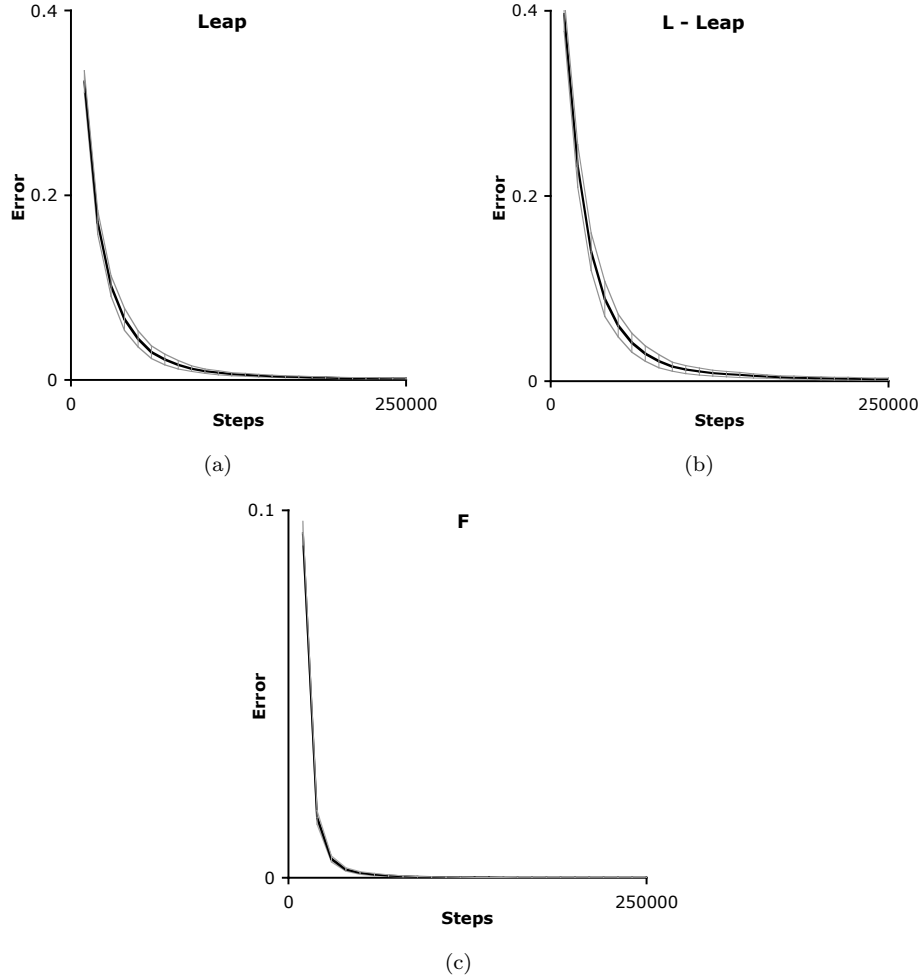 Leap
0.4
0.2
0
Error
0
250000
Steps
(a)
L - Leap
0.4
0.2
0
Error
0
250000
Steps
(b)
F
0.1
0
Error
0
250000
Steps
(c)